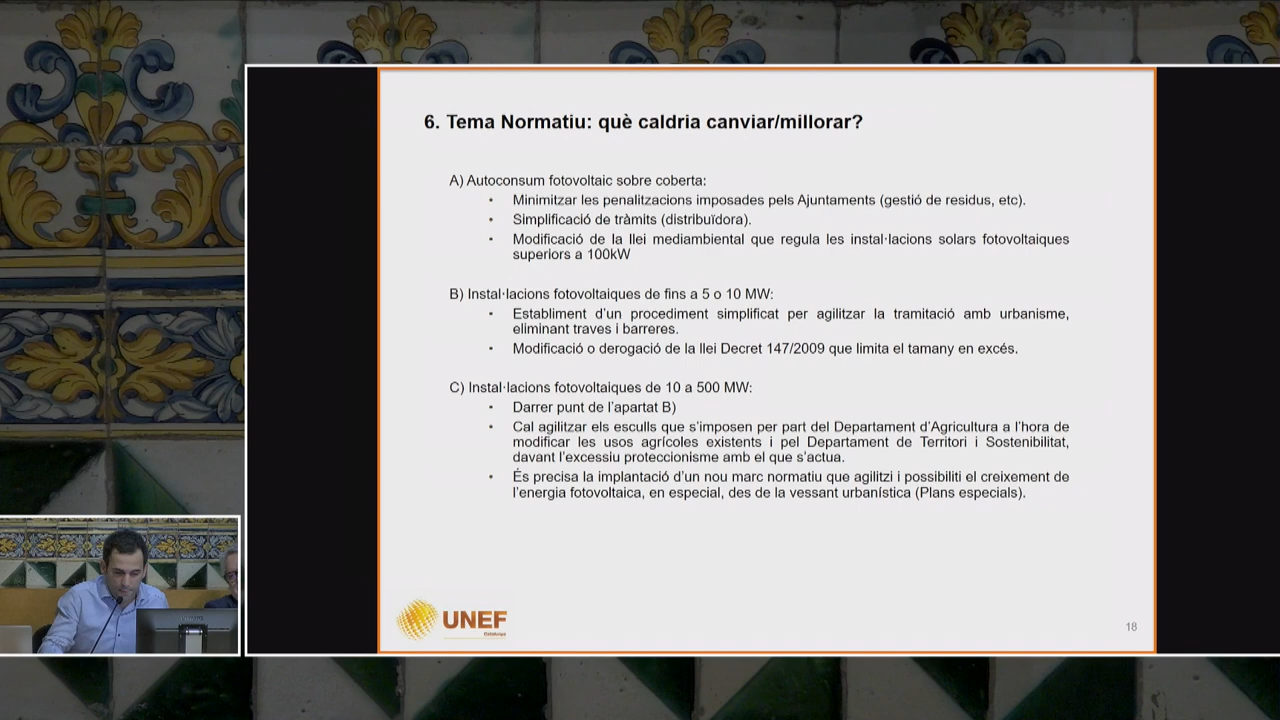 6. Tema Normatiu: què caldria canviar/millorar?
A) Autoconsum fotovoltaic sobre coberta:
• Minimitzar les penalitzacions imposades pels Ajuntaments (gestió de residus, etc).
• Simplificació de tràmits (distribuïdora).
• Modificació de la llei mediambiental que regula les instal·lacions solars fotovoltaiques
superiors a 100kW
B) Instal·lacions fotovoltaiques de fins a 5 o 10 MW:
• Establiment d'un procediment simplificat per agilitzar la tramitació amb urbanisme,
eliminant traves i barreres.
• Modificació o derogació de la llei Decret 147/2009 que limita el tamany en excés.
C) Instal·lacions fotovoltaiques de 10 a 500 MW:
• Darrer punt de l'apartat B)
• Cal agilitzar els esculls que s'imposen per part del Departament d'Agricultura a l'hora de
modificar les usos agrícoles existents i pel Departament de Territori i Sostenibilitat,
davant l'excessiu proteccionisme amb el que s'actua.
• És precisa la implantació d'un nou marc normatiu que agilitzi i possibiliti el creixement de
l'energia fotovoltaica, en especial, des de la vessant urbanística (Plans especials).
UNEF
Catalunya
18